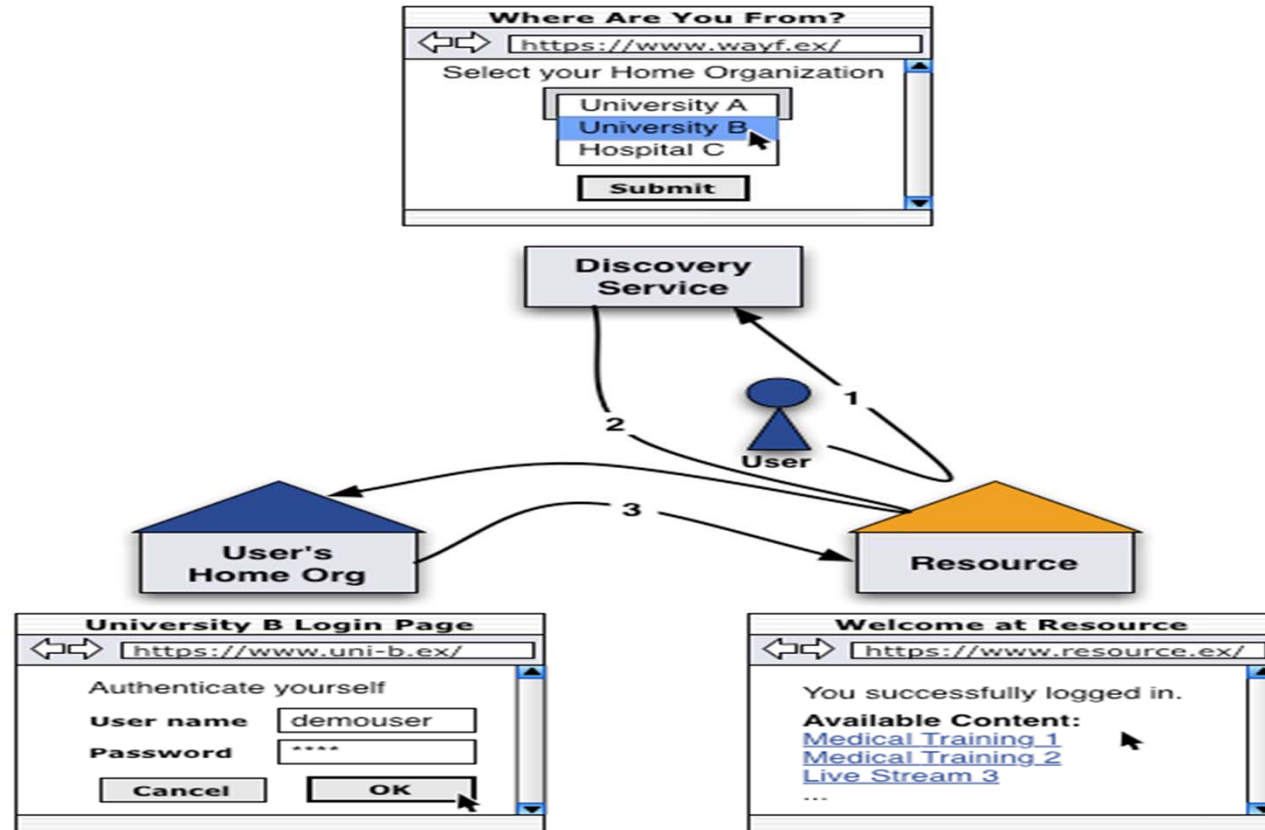 Where Are You From?
https://www.wayf.ex/
Select your Home Organization
University A
University B
Hospital C
Submit
Discovery
Service
1
2
User
3
User's
Home Org
Resource
University B Login Page
https://www.uni-b.ex/
Authenticate yourself
User name demouser
Password ****
Cancel OK
Welcome at Resource
https://www.resource.ex/
You successfully logged in.
Available Content:
Medical Training 1
Medical Training 2
Live Stream 3
...